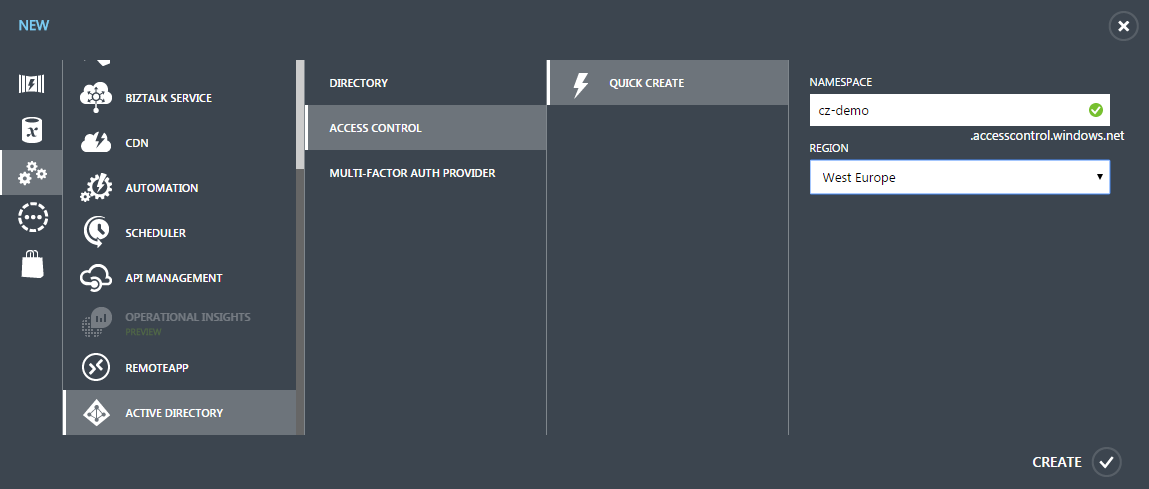 NEW
BIZTALK SERVICE
CDN
AUTOMATION
SCHEDULER
API MANAGEMENT
OPERATIONAL INSIGHTS
PREVIEW
REMOTEAPP
ACTIVE DIRECTORY
DIRECTORY
ACCESS CONTROL
MULTI-FACTOR AUTH PROVIDER
QUICK CREATE
NAMESPACE
cz-demo
.accesscontrol.windows.net
REGION
West Europe
CREATE